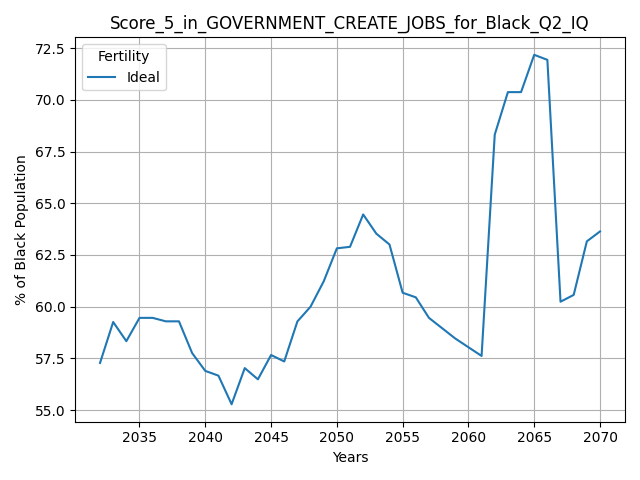 Score_5_in_GOVERNMENT_CREATE_JOBS_for_Black_Q2_IQ
Fertility
Ideal
% of Black Population
72.5
70.0
67.5
65.0
62.5
60.0
57.5
55.0
2035 2040 2045 2050 2055 2060 2065 2070
Years